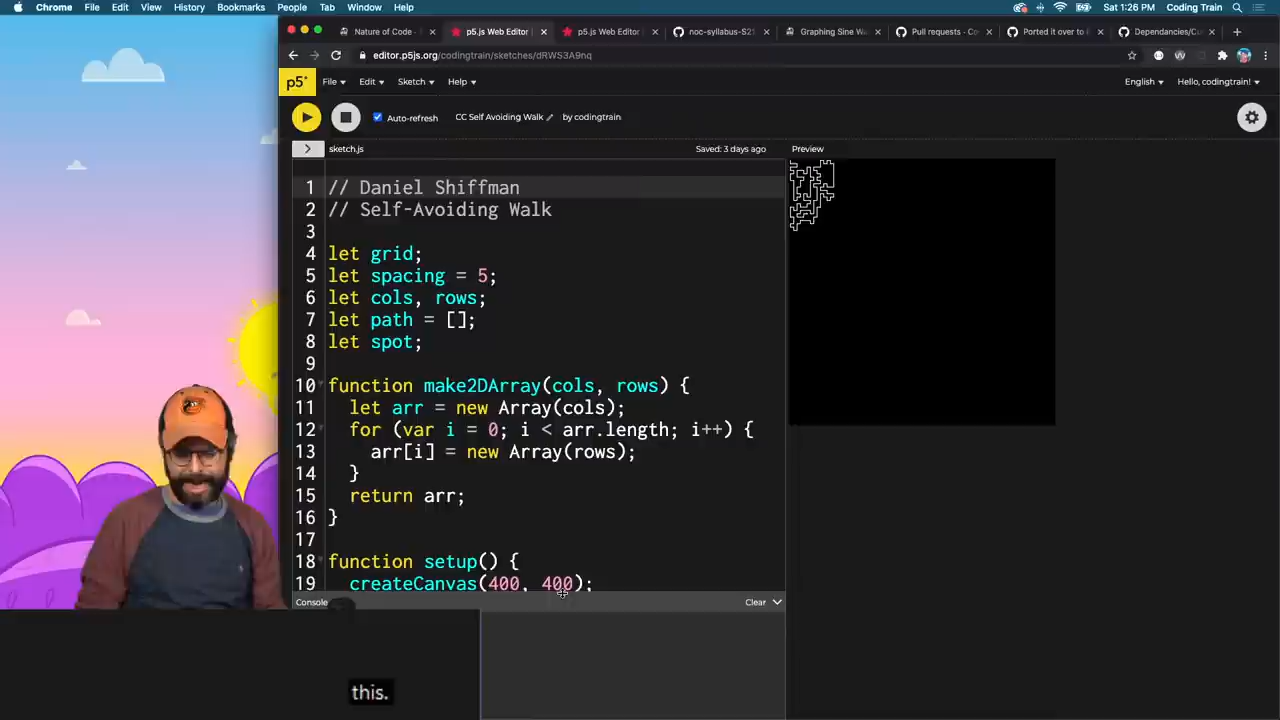 Chrome File Edit View History Bookmarks People Tab Window Help Sat 1:26 PM Coding Train
Nature of Code - p5.js Web Editor p5.js Web Editor noc-syllabus-S21 Graphing Sine Wa Pull requests · Co Ported it over to Dependencies/Cu
editor.p5js.org/codingtrain/sketches/dRWS3A9nq
p5* File Edit Sketch Help English Hello, codingtrain!
Auto-refresh CC Self Avoiding Walk by codingtrain
sketch.js Saved: 3 days ago Preview
1 // Daniel Shiffman
2 // Self-Avoiding Walk
3
4 let grid;
5 let spacing = 5;
6 let cols, rows;
7 let path = [];
8 let spot;
9
10 function make2DArray(cols, rows) {
11 let arr = new Array(cols);
12 for (var i = 0; i < arr.length; i++) {
13 arr[i] = new Array(rows);
14 }
15 return arr;
16 }
17
18 function setup() {
19 createCanvas(400, 400);
Console Clear
this.